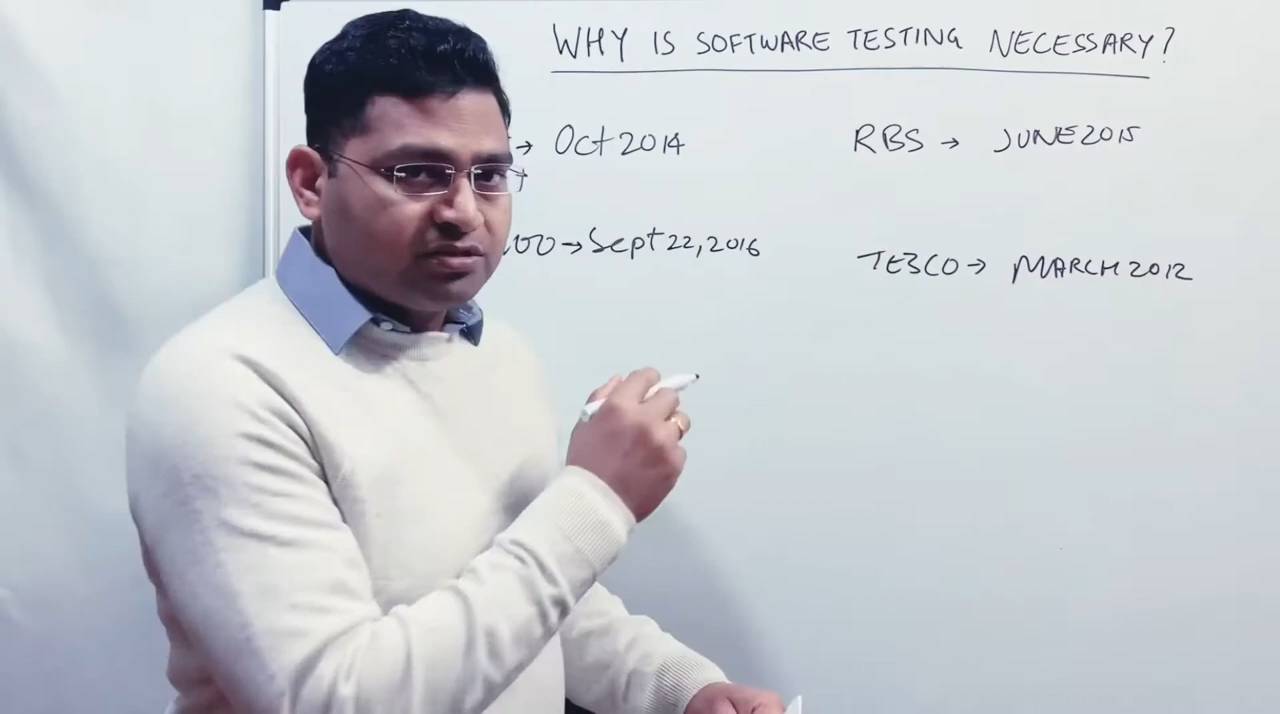 WHY IS SOFTWARE TESTING NECESSARY?
→ Oct 2014
RBS → JUNE 2015
→ Sept 22, 2016
TESCO → MARCH 2012